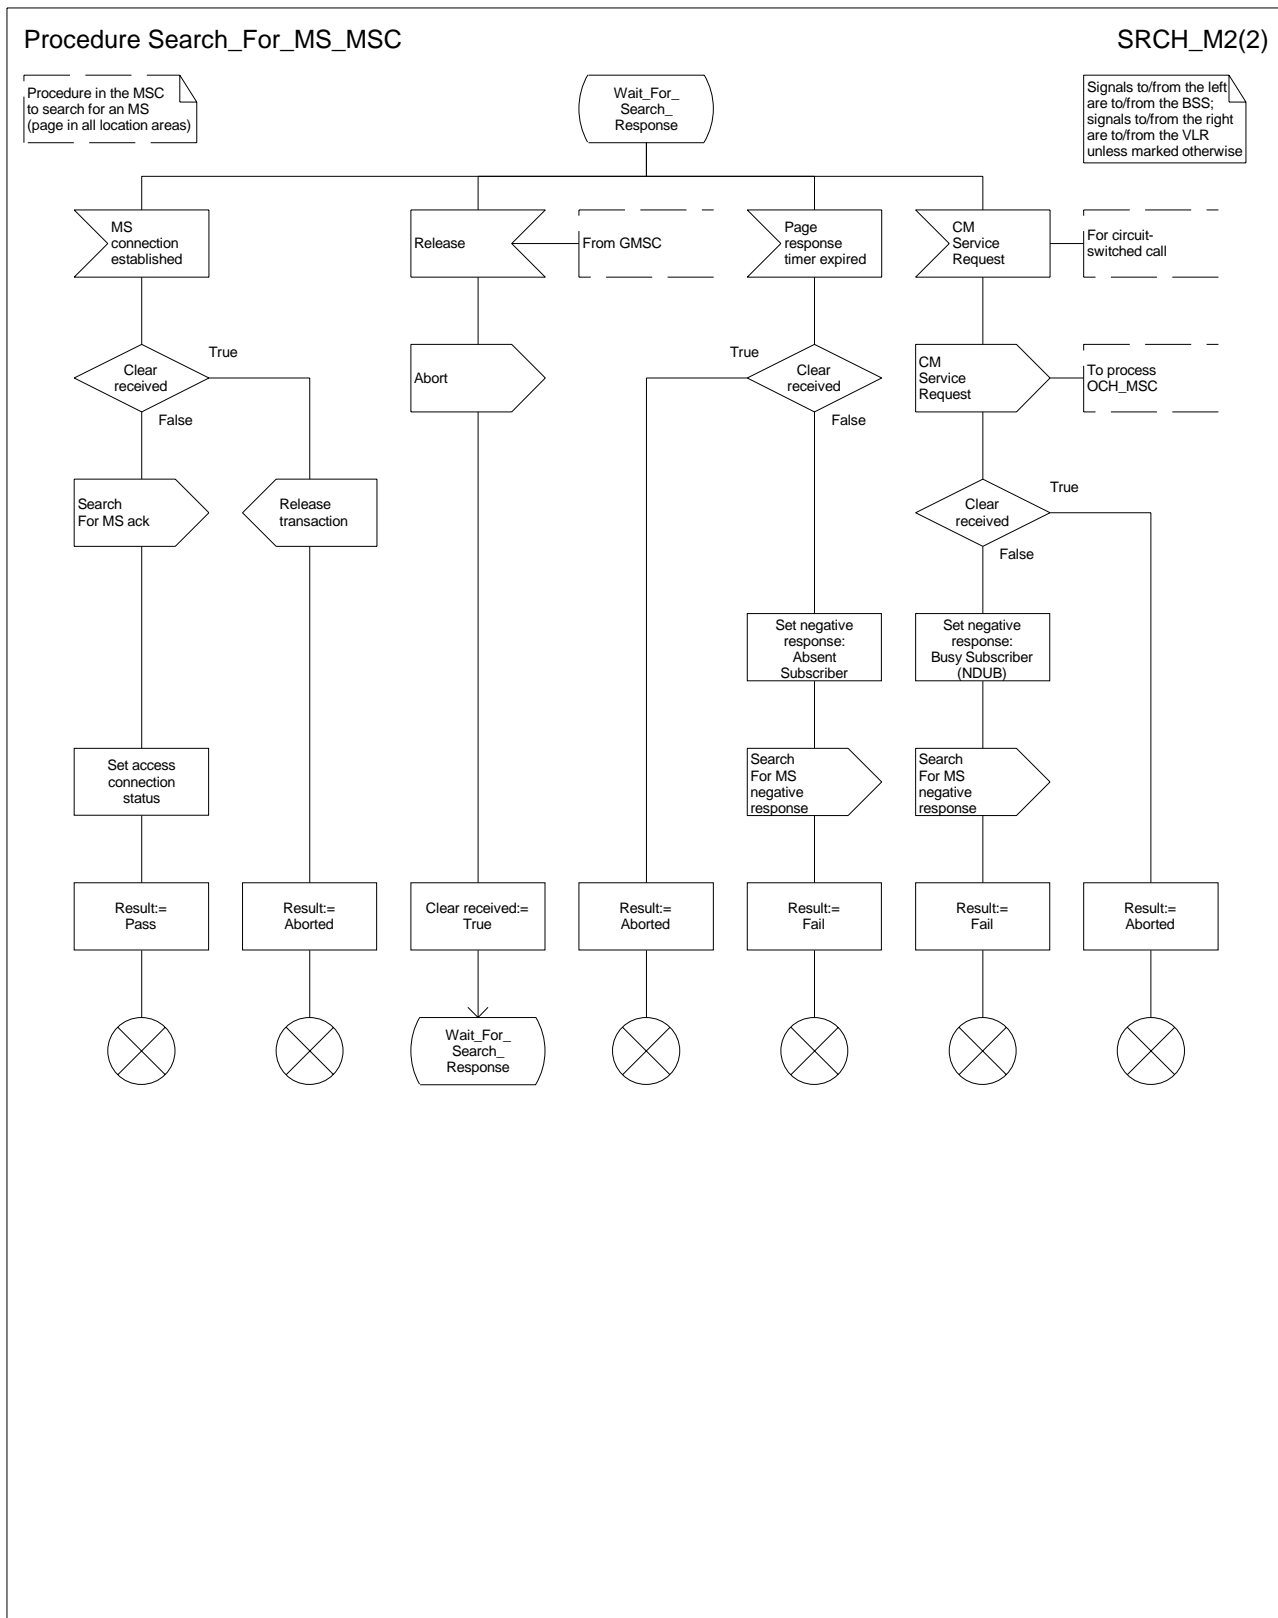 Procedure Search_For_MS_MSC
SRCH_M2(2)
Procedure in the MSC
to search for an MS
(page in all location areas)
Wait_For_
Search_
Response
Signals to/from the left
are to/from the BSS;
signals to/from the right
are to/from the VLR
unless marked otherwise
MS
connection
established
Release
From GMSC
Page
response
timer expired
CM
Service
Request
For circuit-
switched call
Clear
received
True
False
Abort
True
Clear
received
False
CM
Service
Request
To process
OCH_MSC
Search
For MS ack
Release
transaction
Clear
received
True
False
Set negative
response:
Absent
Subscriber
Set negative
response:
Busy Subscriber
(NDUB)
Set access
connection
status
Search
For MS
negative
response
Search
For MS
negative
response
Result:=
Pass
Result:=
Aborted
Clear received:=
True
Result:=
Aborted
Result:=
Fail
Result:=
Fail
Result:=
Aborted
Wait_For_
Search_
Response